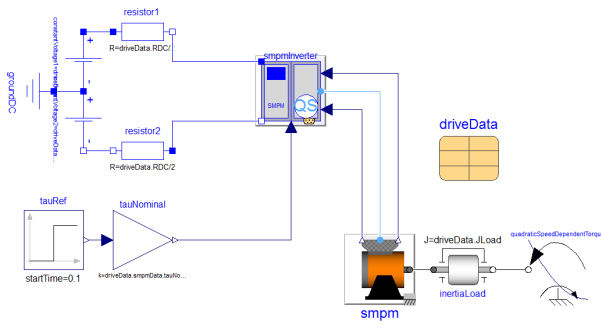 resistor1
R=driveData.RDC/...
smpmInverter
SMPM
QS
groundDC
resistor2
R=driveData.RDC/2
driveData
tauRef
startTime=0.1
tauNominal
k=driveData.smpmData.tauNo...
J=driveData.JLoad
inertiaLoad
smpm
quadraticSpeedDependentTorqu